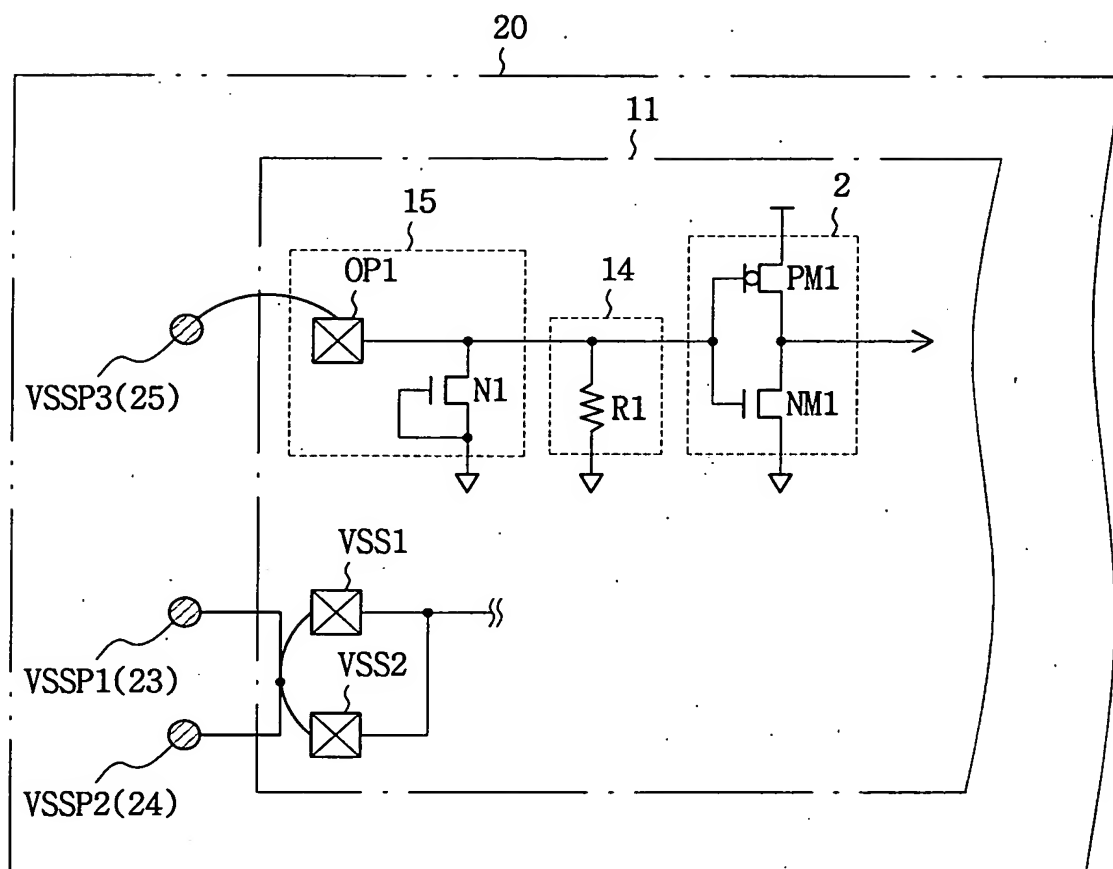 20
11
15
2
OP1
14
PM1
N1
R1
NM1
VSSP3(25)
VSS1
VSSP1(23)
VSS2
VSSP2(24)